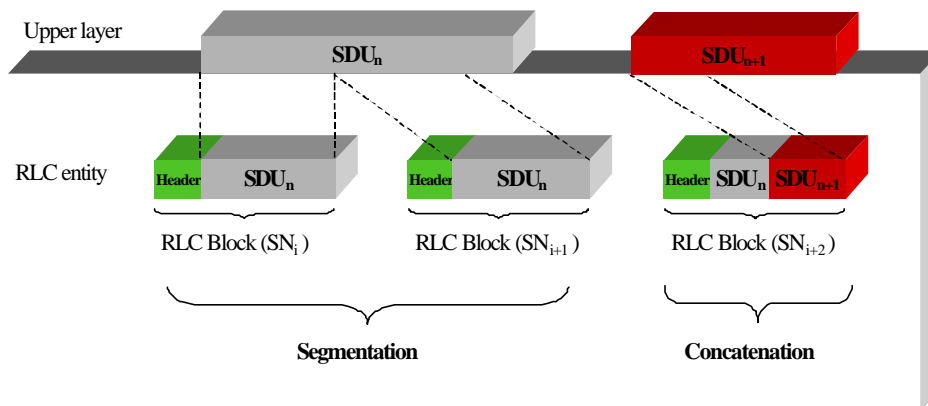 Upper layer
SDUn
SDUn+1
RLC entity
Header SDUn
Header SDUn
Header SDUn SDUn+1
RLC Block (SNi )
RLC Block (SNi+1 )
RLC Block (SNi+2 )
Segmentation
Concatenation